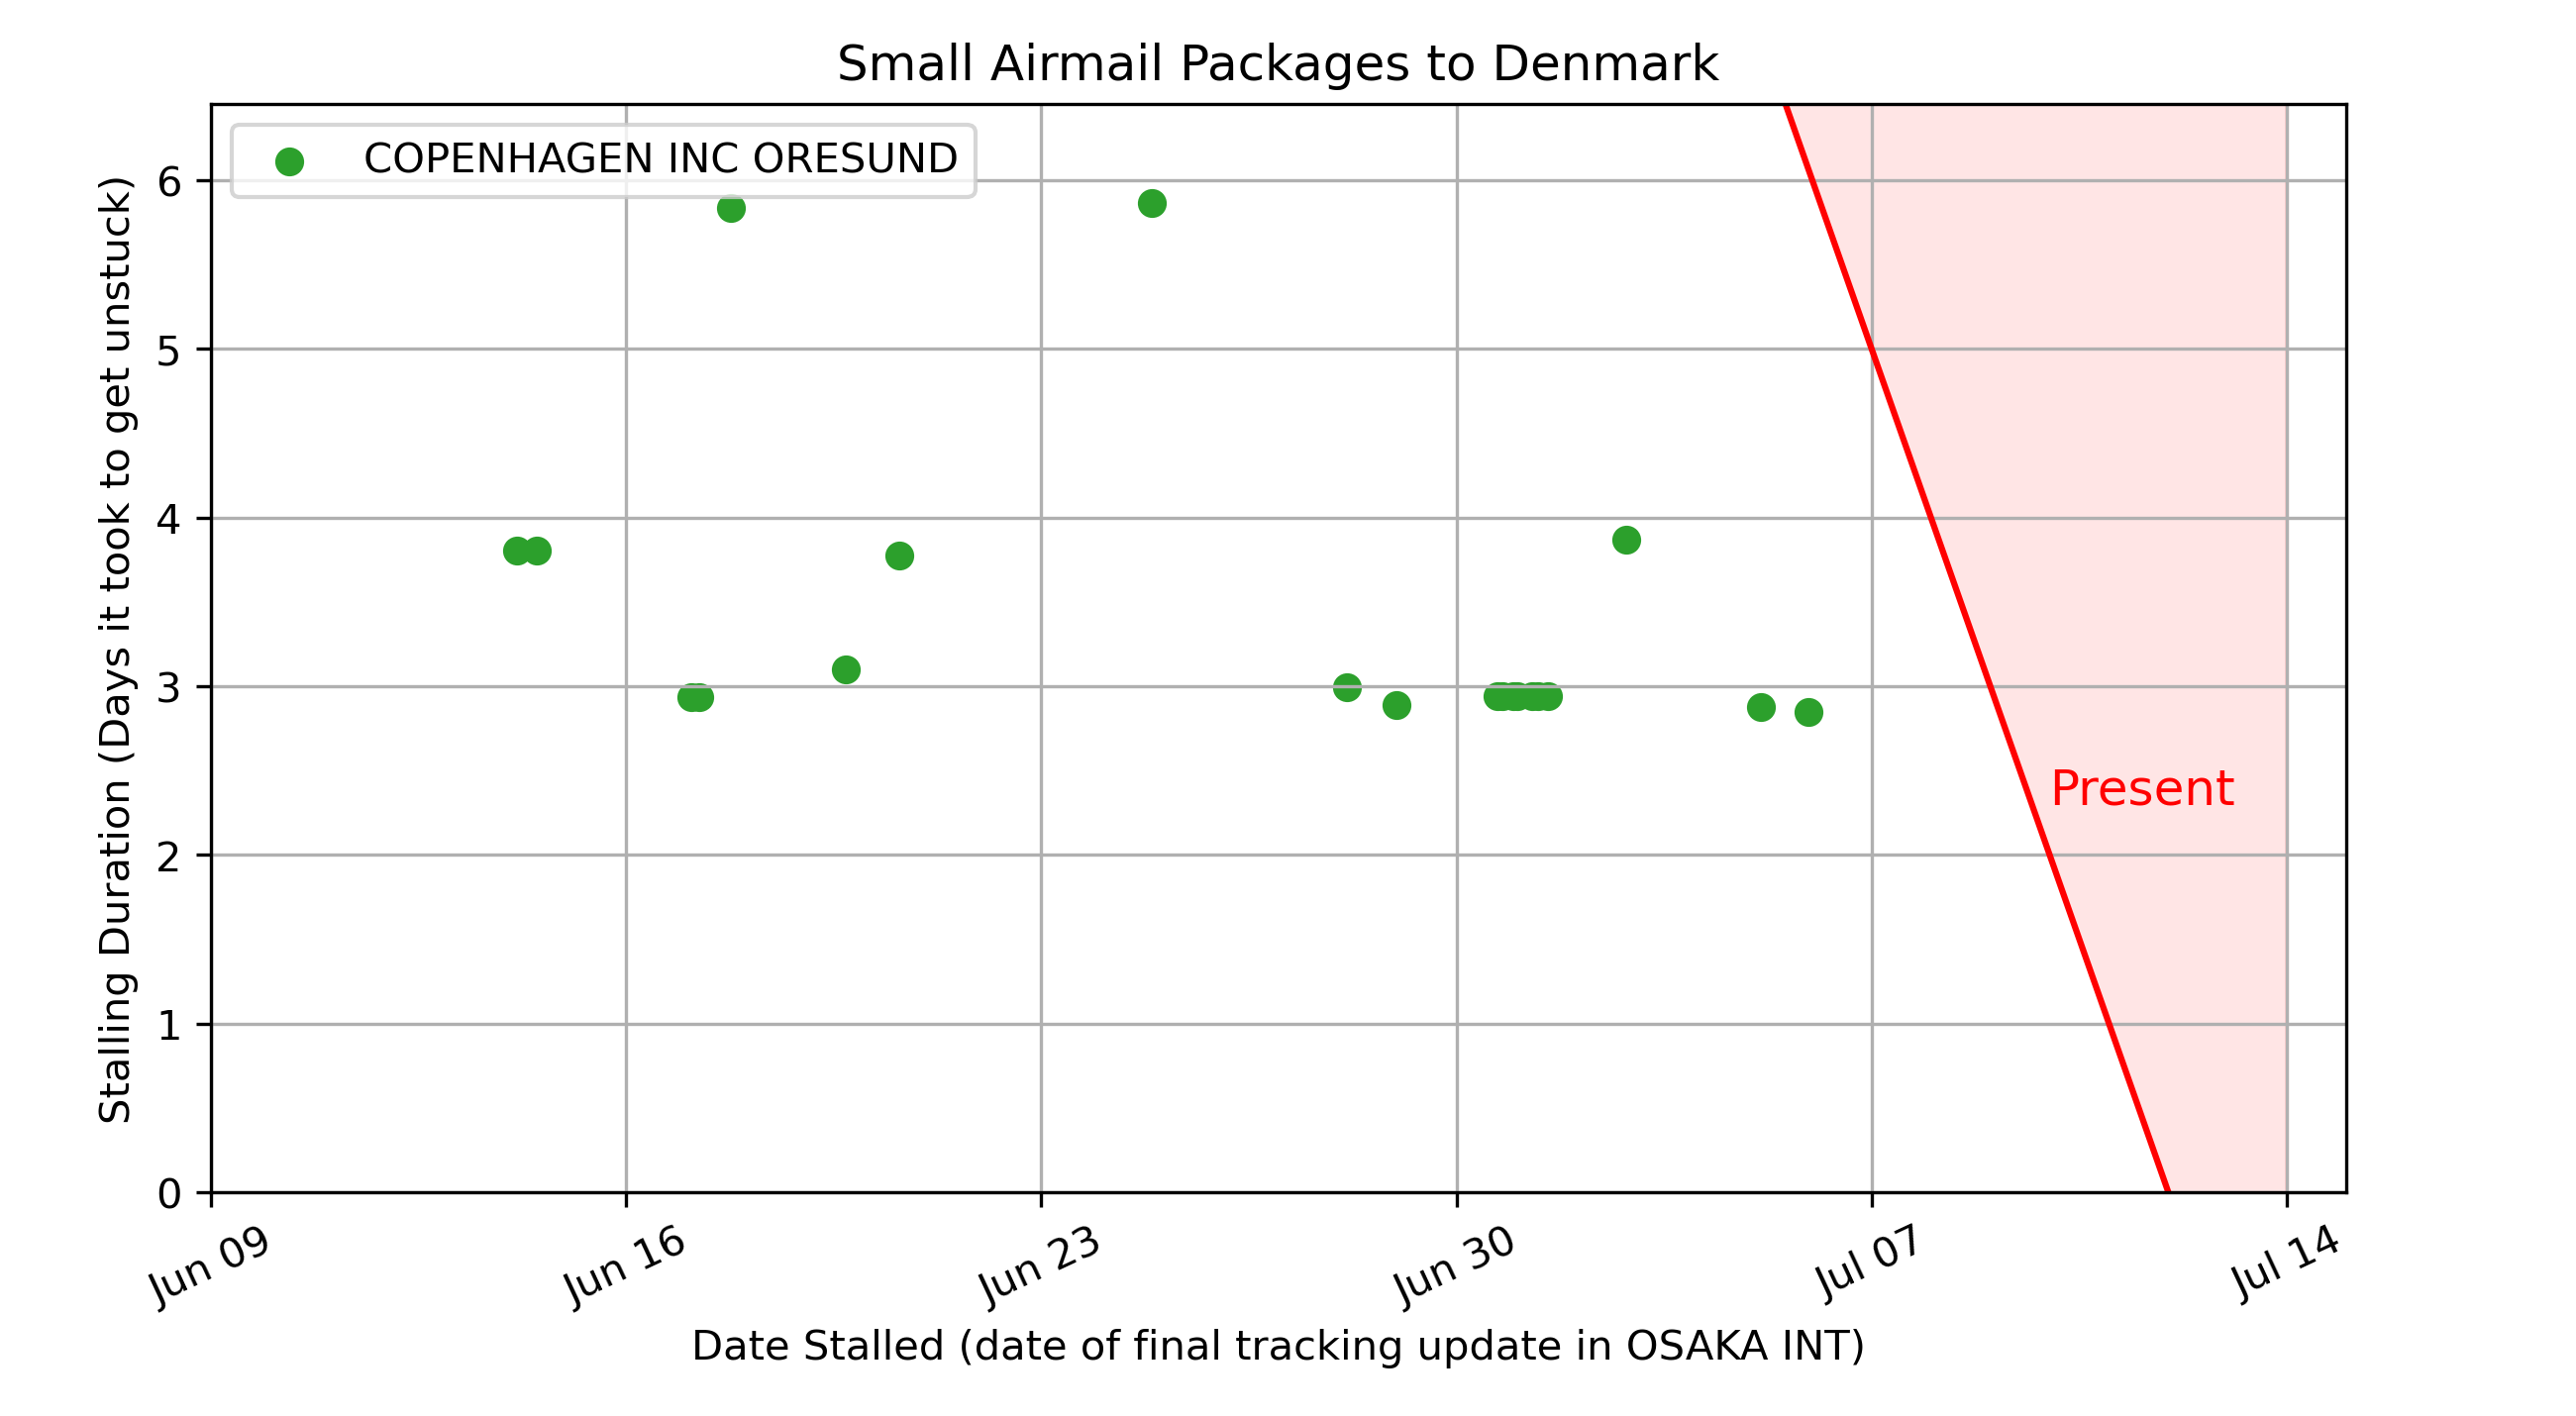 Small Airmail Packages to Denmark
COPENHAGEN INC ORESUND
Stalling Duration (Days it took to get unstuck)
6
5
4
3
2
1
0
Present
Jun 09
Jun 16
Jun 23
Jun 30
Jul 07
Jul 14
Date Stalled (date of final tracking update in OSAKA INT)